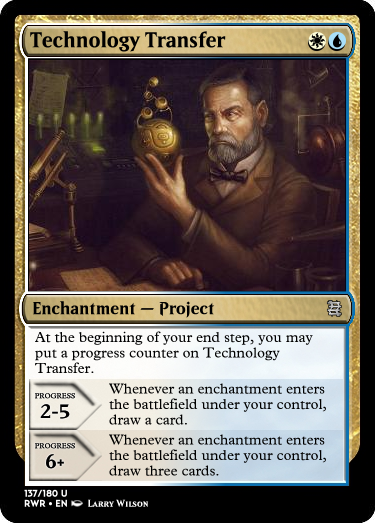 Technology Transfer
Enchantment — Project
At the beginning of your end step, you may
put a progress counter on Technology
Transfer.
PROGRESS
2-5
Whenever an enchantment enters
the battlefield under your control,
draw a card.
PROGRESS
6+
Whenever an enchantment enters
the battlefield under your control,
draw three cards.
137/180 U
RWR • EN Larry Wilson